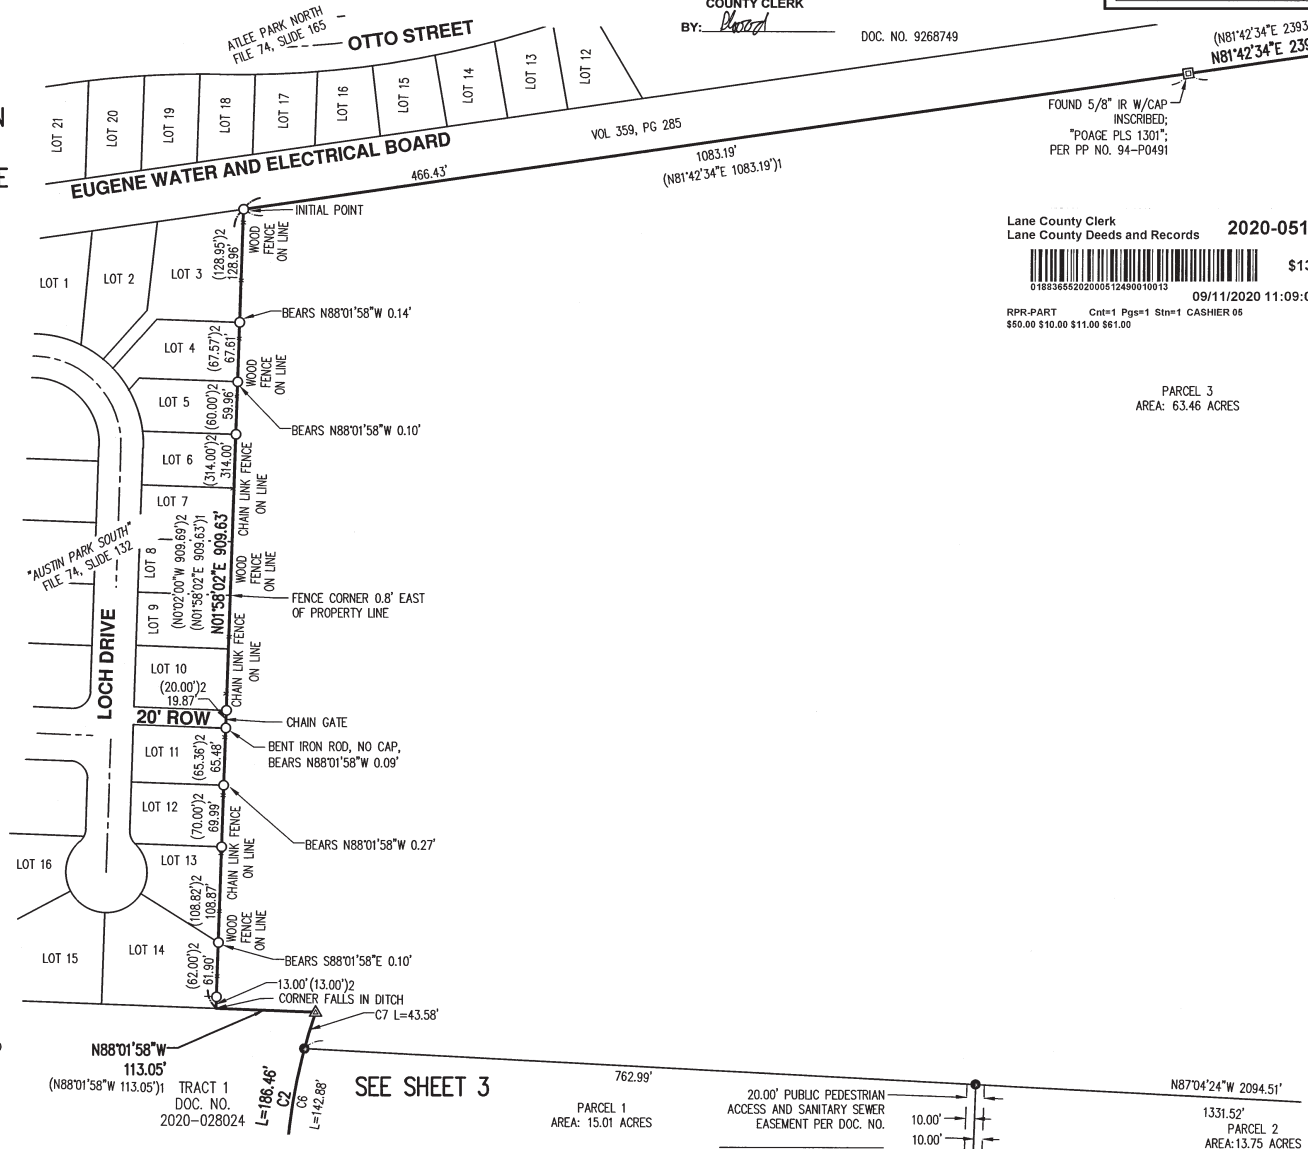 COUNTY CLERK
BY:
DOC. NO. 9268749
ATLEE PARK NORTH
FILE 74, SLIDE 165
OTTO STREET
(N81°42'34"E 2393
N81°42'34"E 239
LOT 21
LOT 20
LOT 19
LOT 18
LOT 17
LOT 16
LOT 15
LOT 14
LOT 13
LOT 12
N
E
FOUND 5/8" IR W/CAP
INSCRIBED;
"POAGE PLS 1301";
PER PP NO. 94-P0491
VOL 359, PG 285
EUGENE WATER AND ELECTRICAL BOARD
466.43'
1083.19'
(N81°42'34"E 1083.19')1
INITIAL POINT
Lane County Clerk
Lane County Deeds and Records
2020-051
$13
01883655202000512490010013
09/11/2020 11:09:0
RPR-PART Cnt=1 Pgs=1 Stn=1 CASHIER 05
$50.00 $10.00 $11.00 $61.00
PARCEL 3
AREA: 63.46 ACRES
LOT 1
LOT 2
LOT 3
(128.95')2
128.96'
WOOD
FENCE
ON LINE
BEARS N88°01'58"W 0.14'
LOT 4
(67.57')2
67.61'
WOOD
FENCE
ON LINE
LOT 5
(60.00')2
59.96'
BEARS N88°01'58"W 0.10'
LOT 6
(314.00')2
314.00'
CHAIN LINK FENCE
ON LINE
LOT 7
LOT 8
LOT 9
(N0°02'00"W 909.69')2
(N01°58'02"E 909.63')1
N01°58'02"E 909.63'
WOOD
FENCE
ON LINE
"AUSTIN PARK SOUTH"
FILE 74, SLIDE 132
FENCE CORNER 0.8' EAST
OF PROPERTY LINE
LOCH DRIVE
CHAIN LINK FENCE
ON LINE
LOT 10
(20.00')2
19.87'
20' ROW
CHAIN GATE
BENT IRON ROD, NO CAP,
BEARS N88°01'58"W 0.09'
LOT 11
(65.36')2
65.48'
LOT 12
(70.00')2
69.99'
BEARS N88°01'58"W 0.27'
CHAIN LINK FENCE
ON LINE
LOT 13
LOT 16
(108.82')2
108.87'
WOOD
FENCE
ON LINE
LOT 14
LOT 15
BEARS S88°01'58"E 0.10'
(62.00')2
61.90'
13.00'(13.00')2
CORNER FALLS IN DITCH
C7 L=43.58'
N88°01'58"W
113.05'
(N88°01'58"W 113.05')1
TRACT 1
DOC. NO.
2020-028024
L=186.46'
C2
C6
L=142.88'
SEE SHEET 3
762.99'
PARCEL 1
AREA: 15.01 ACRES
20.00' PUBLIC PEDESTRIAN
ACCESS AND SANITARY SEWER
EASEMENT PER DOC. NO.
10.00'
10.00'
N87°04'24"W 2094.51'
1331.52'
PARCEL 2
AREA: 13.75 ACRES